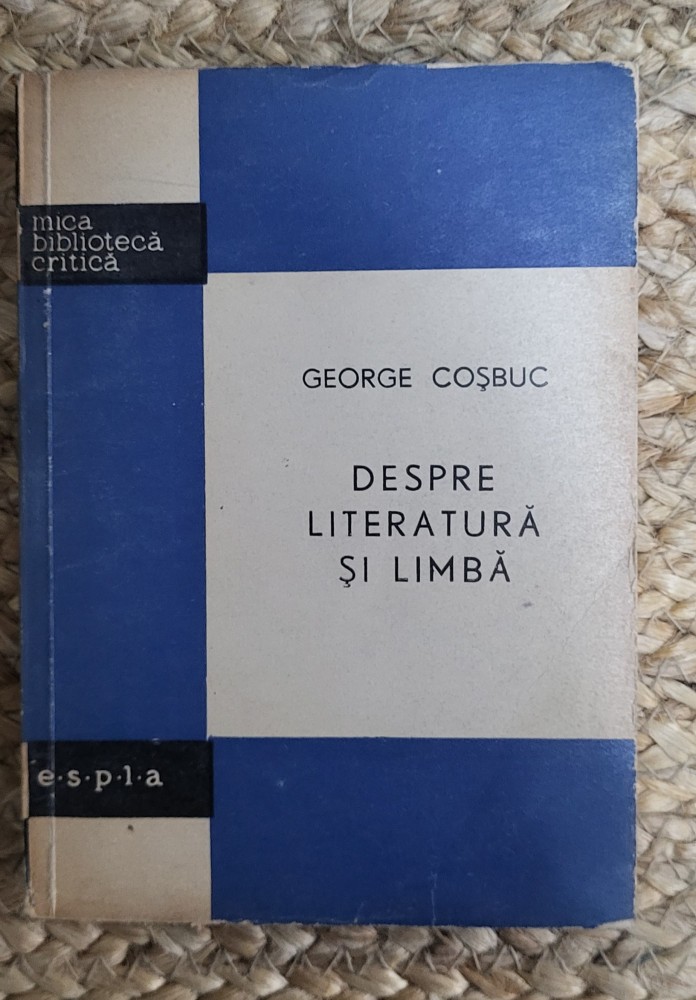 mica
bibliotecă
critică
GEORGE COŞBUC
DESPRE
LITERATURĂ
ŞI LIMBĂ
e·s·p·l·a